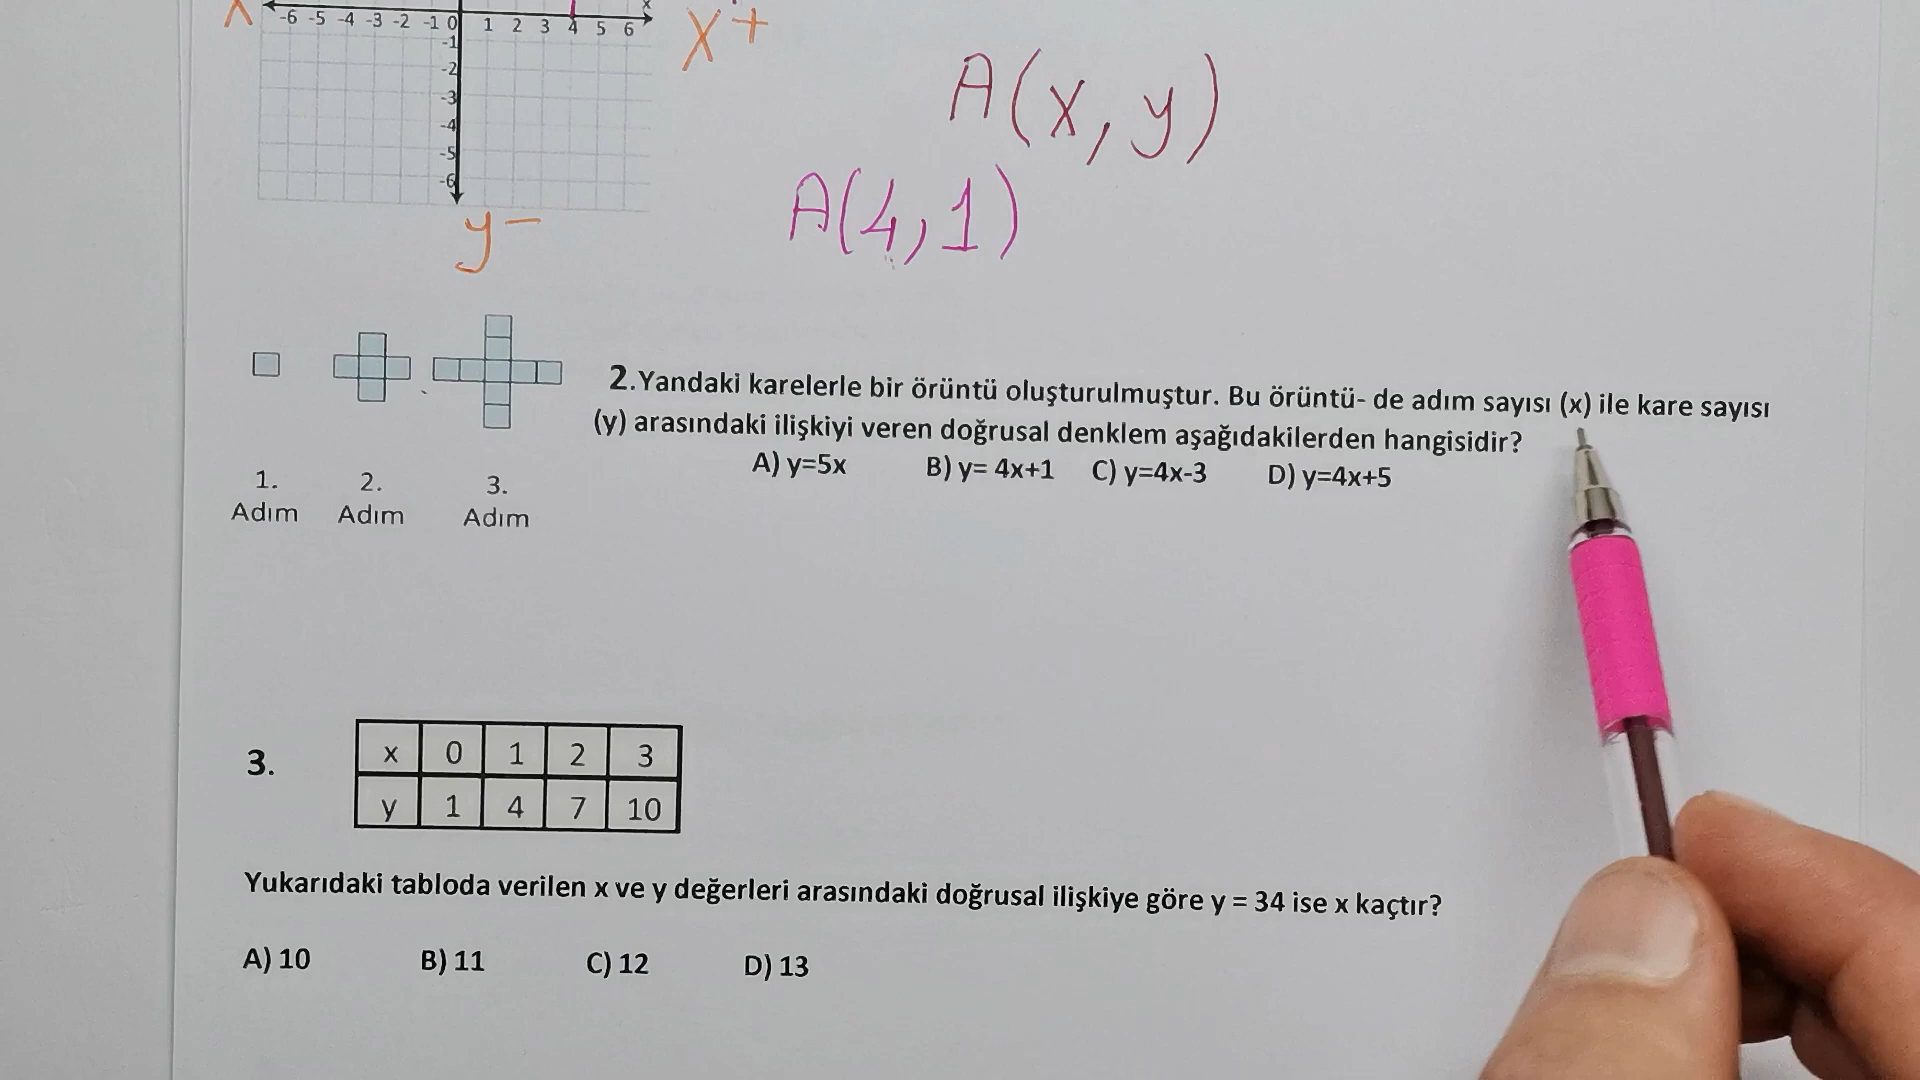 x
-6 -5 -4 -3 -2 -1 0 1 2 3 4 5 6
x+
-1
-2
-3
-4
-5
-6
y-
A(x, y)
A(4,1)
2.Yandaki karelerle bir örüntü oluşturulmuştur. Bu örüntü- de adım sayısı (x) ile kare sayısı
(y) arasındaki ilişkiyi veren doğrusal denklem aşağıdakilerden hangisidir?
A) y=5x B) y= 4x+1 C) y=4x-3 D) y=4x+5
1. 2. 3.
Adım Adım Adım
3.
x 0 1 2 3
y 1 4 7 10
Yukarıdaki tabloda verilen x ve y değerleri arasındaki doğrusal ilişkiye göre y = 34 ise x kaçtır?
A) 10 B) 11 C) 12 D) 13